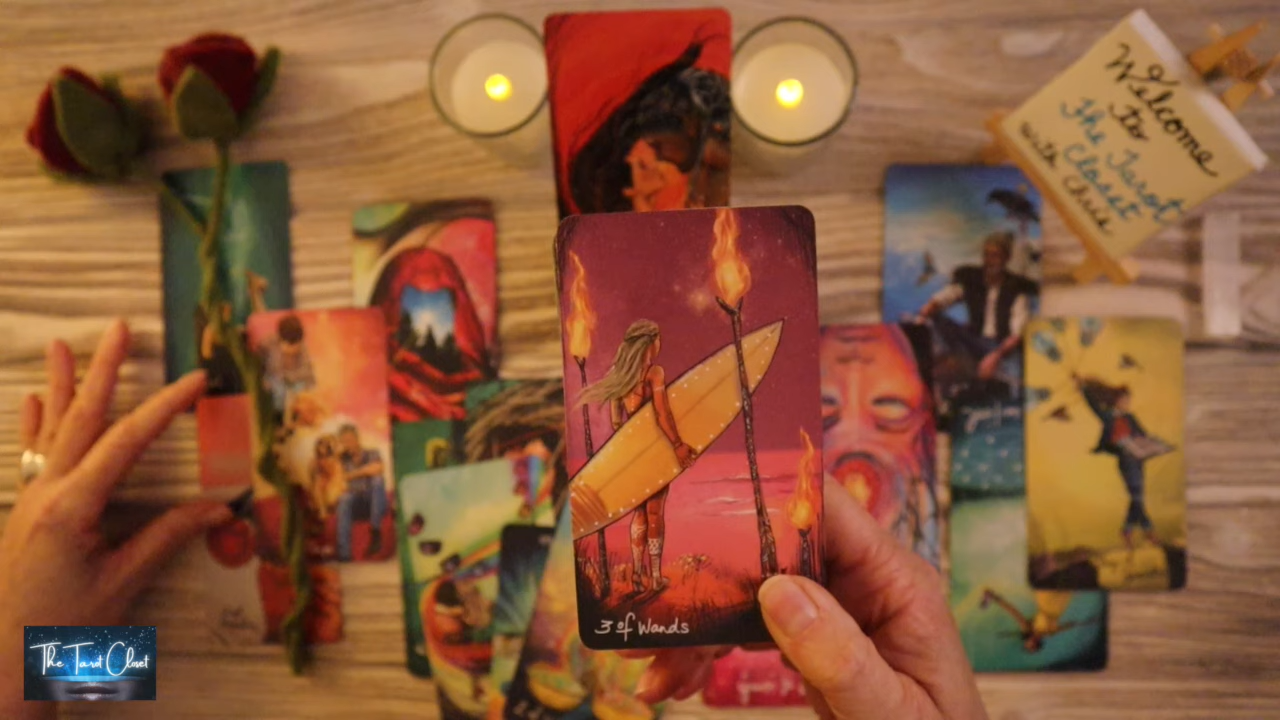 Welcome
to
The Tarot
Closet
with Chris
3 of Wands
The Tarot Closet